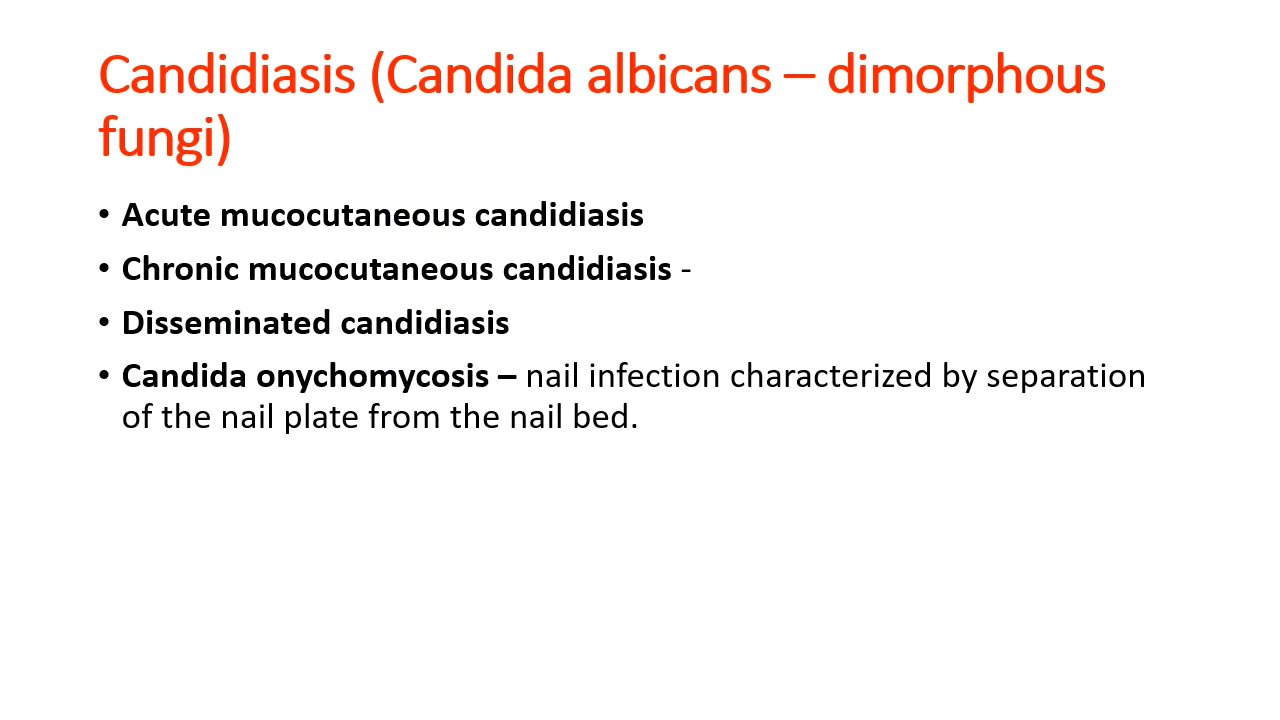 Candidiasis (Candida albicans – dimorphous
fungi)
• Acute mucocutaneous candidiasis
• Chronic mucocutaneous candidiasis -
• Disseminated candidiasis
• Candida onychomycosis – nail infection characterized by separation
of the nail plate from the nail bed.